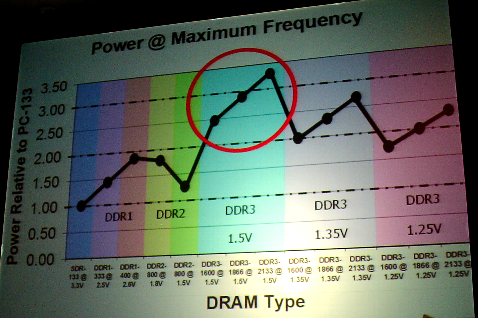 Power @ Maximum Frequency
Power Relative to PC-133
3.50
3.00
2.50
2.00
1.50
1.00
0.50
0.00
DDR1
DDR2
DDR3
DDR3
DDR3
1.5V
1.35V
1.25V
SDR-
133 @
3.3V
DDR1-
333 @
2.5V
DDR1-
400 @
2.6V
DDR2-
800 @
1.8V
DDR2-
800 @
1.5V
DDR3-
1600 @
1.5V
DDR3-
1866 @
1.5V
DDR3-
2133 @
1.5V
DDR3-
1600 @
1.35V
DDR3-
1866 @
1.35V
DDR3-
2133 @
1.35V
DDR3-
1600 @
1.25V
DDR3-
1866 @
1.25V
DDR3-
2133 @
1.25V
DRAM Type